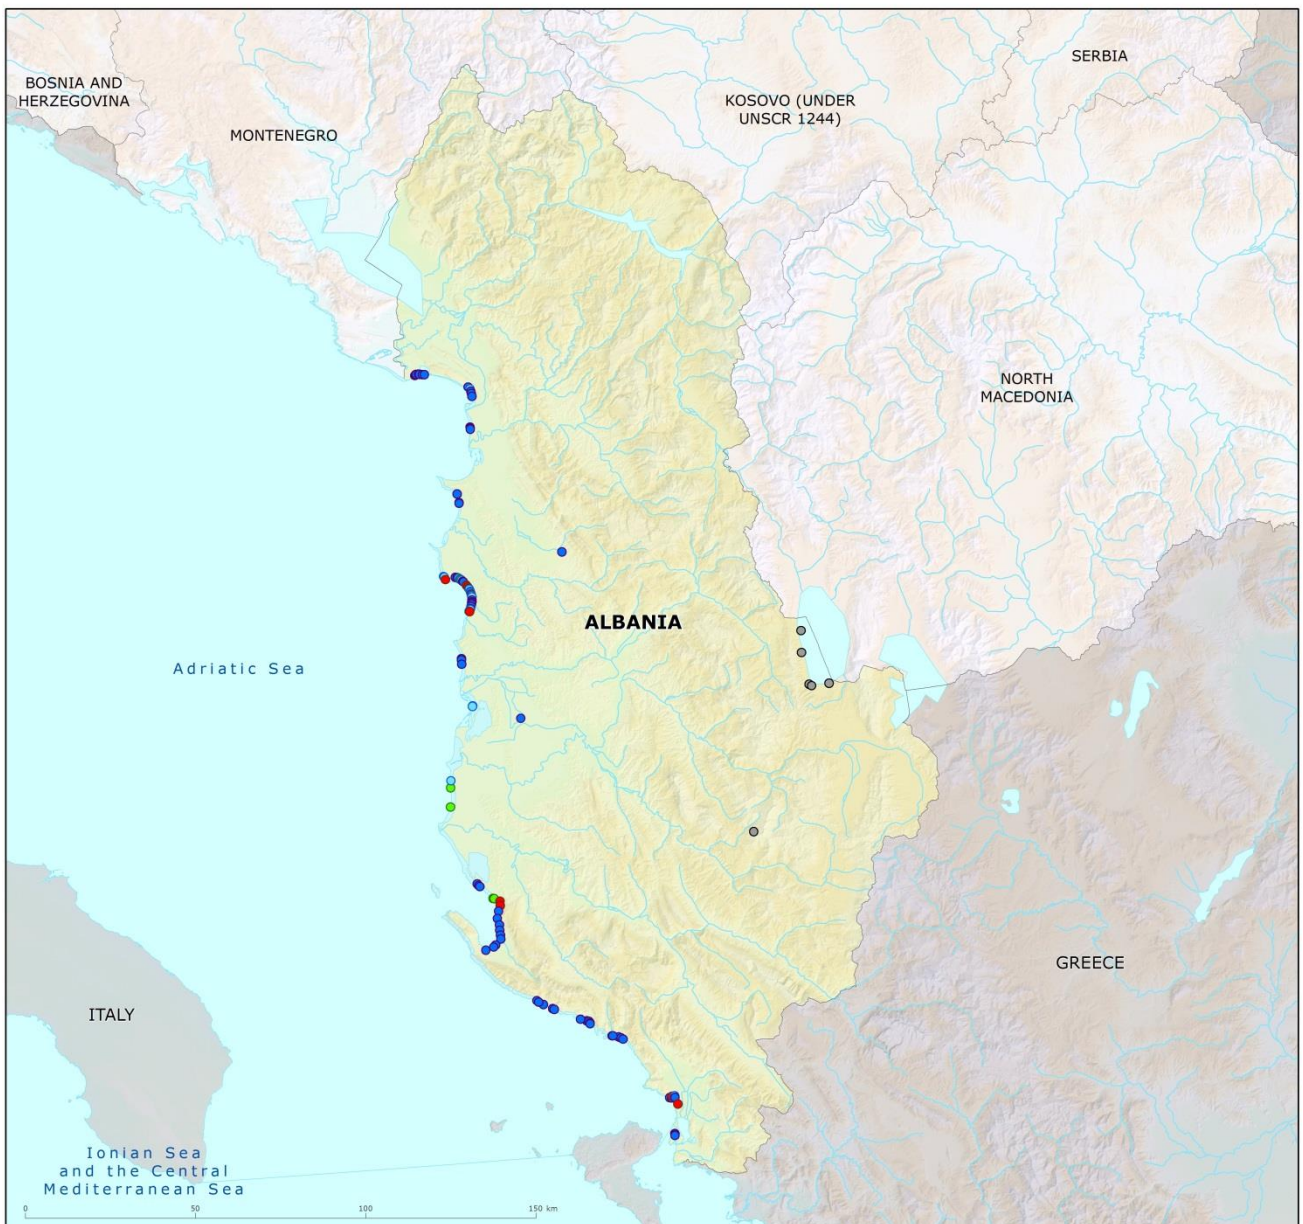 SERBIA
BOSNIA AND
HERZEGOVINA
KOSOVO (UNDER
UNSCR 1244)
MONTENEGRO
NORTH
MACEDONIA
ALBANIA
Adriatic Sea
GREECE
ITALY
Ionian Sea
and the Central
Mediterranean Sea
0 50 100 150 km